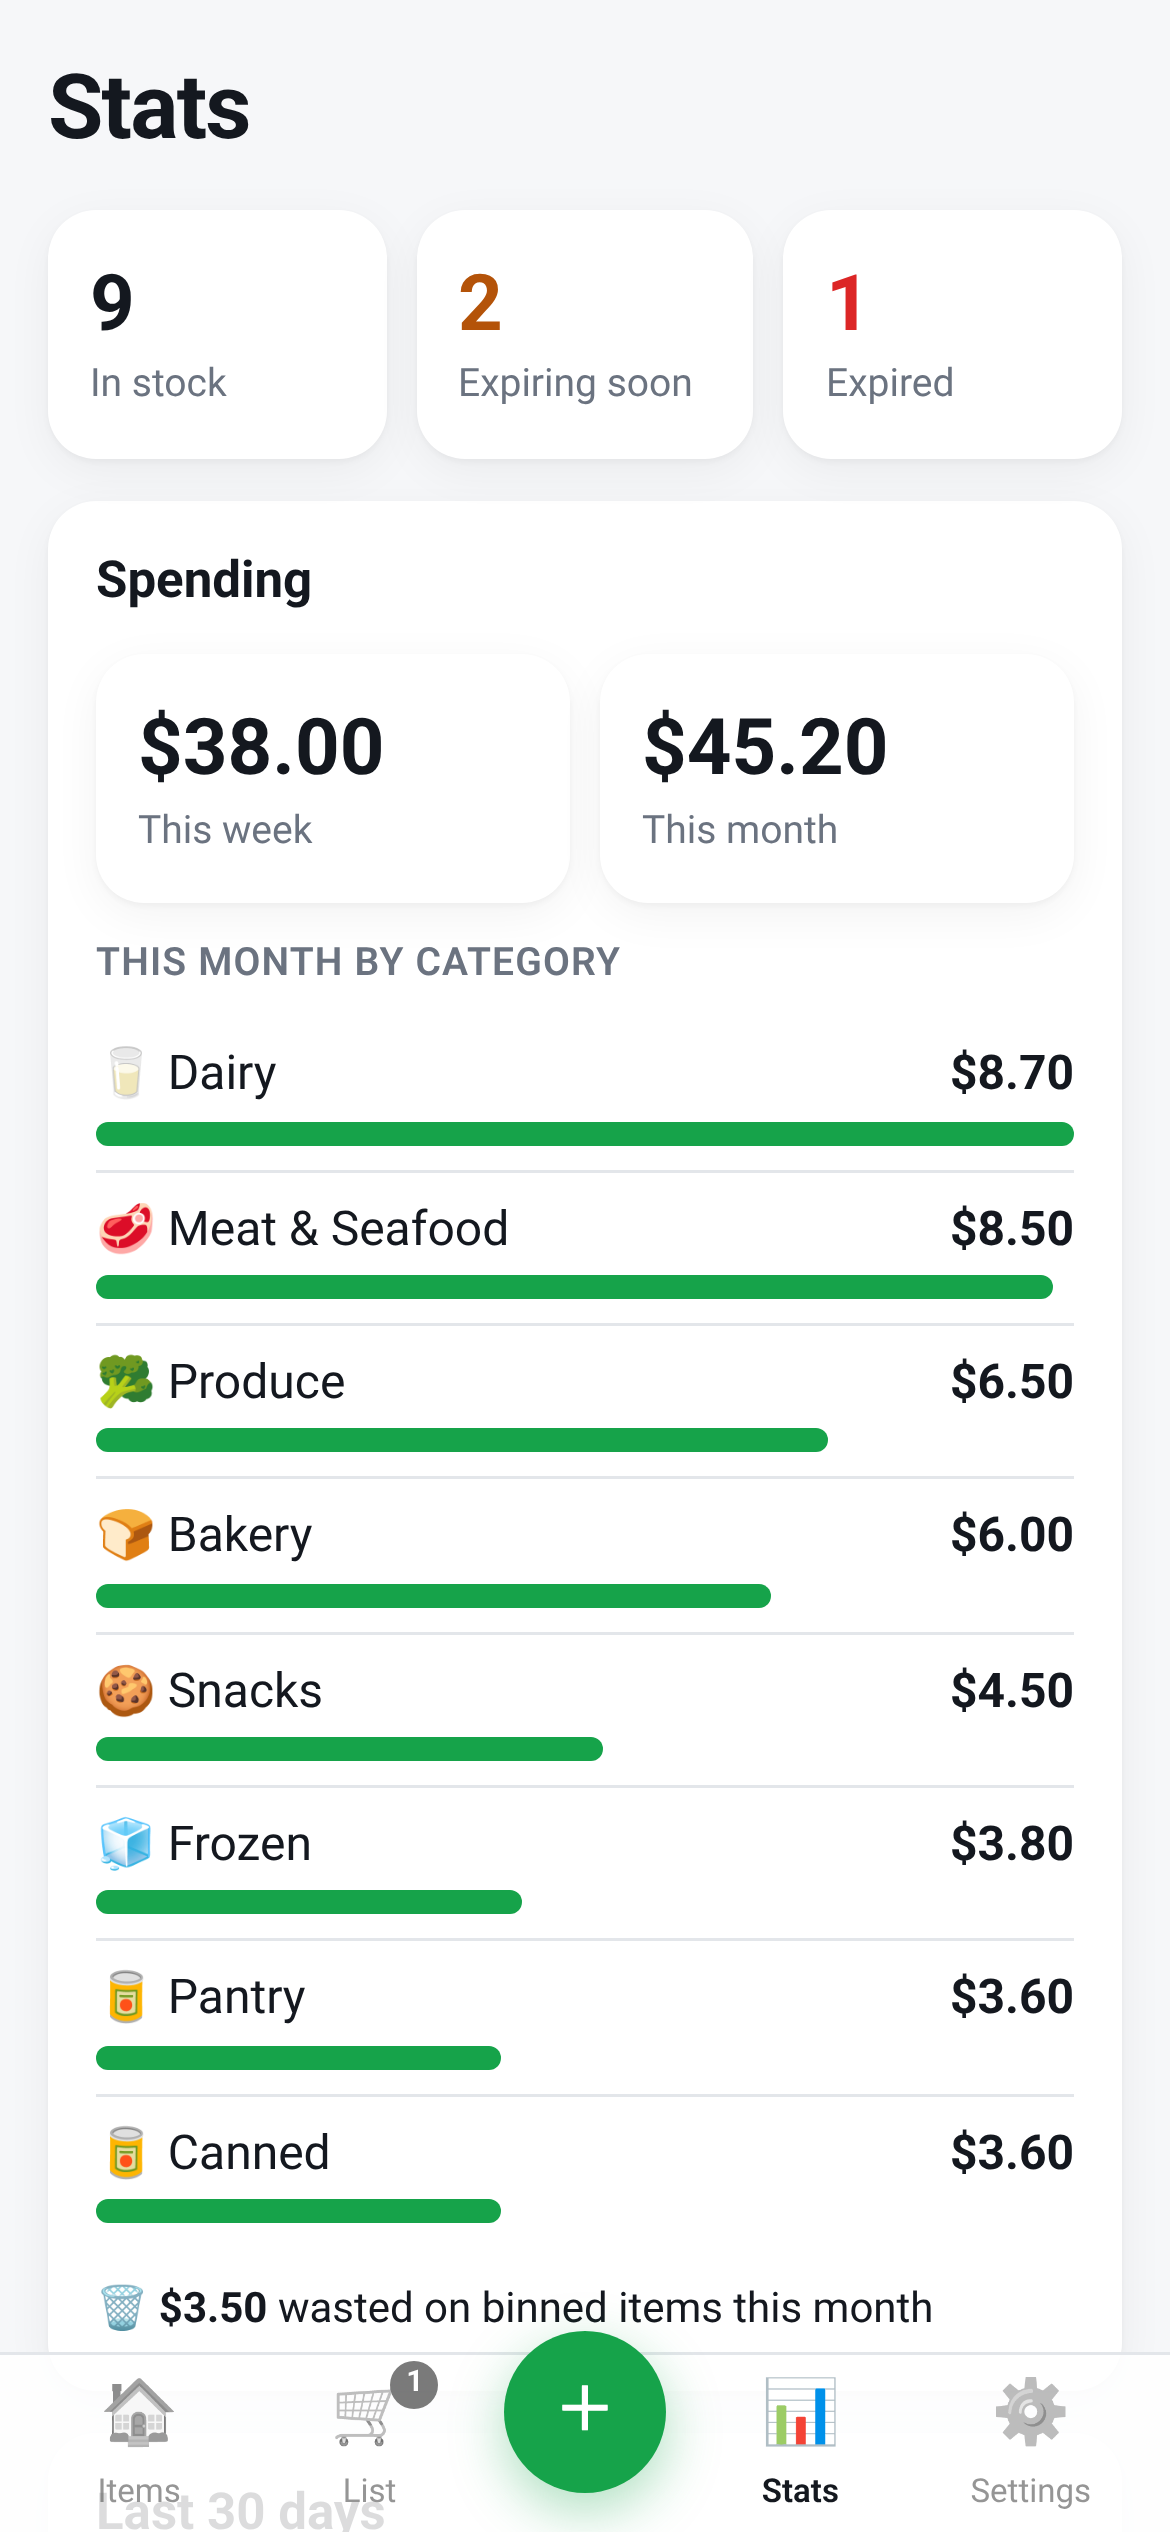 Stats
9
In stock
2
Expiring soon
1
Expired
Spending
$38.00
This week
$45.20
This month
THIS MONTH BY CATEGORY
Dairy $8.70
Meat & Seafood $8.50
Produce $6.50
Bakery $6.00
Snacks $4.50
Frozen $3.80
Pantry $3.60
Canned $3.60
$3.50 wasted on binned items this month
Last 30 days
Items
1
List
+
Stats
Settings